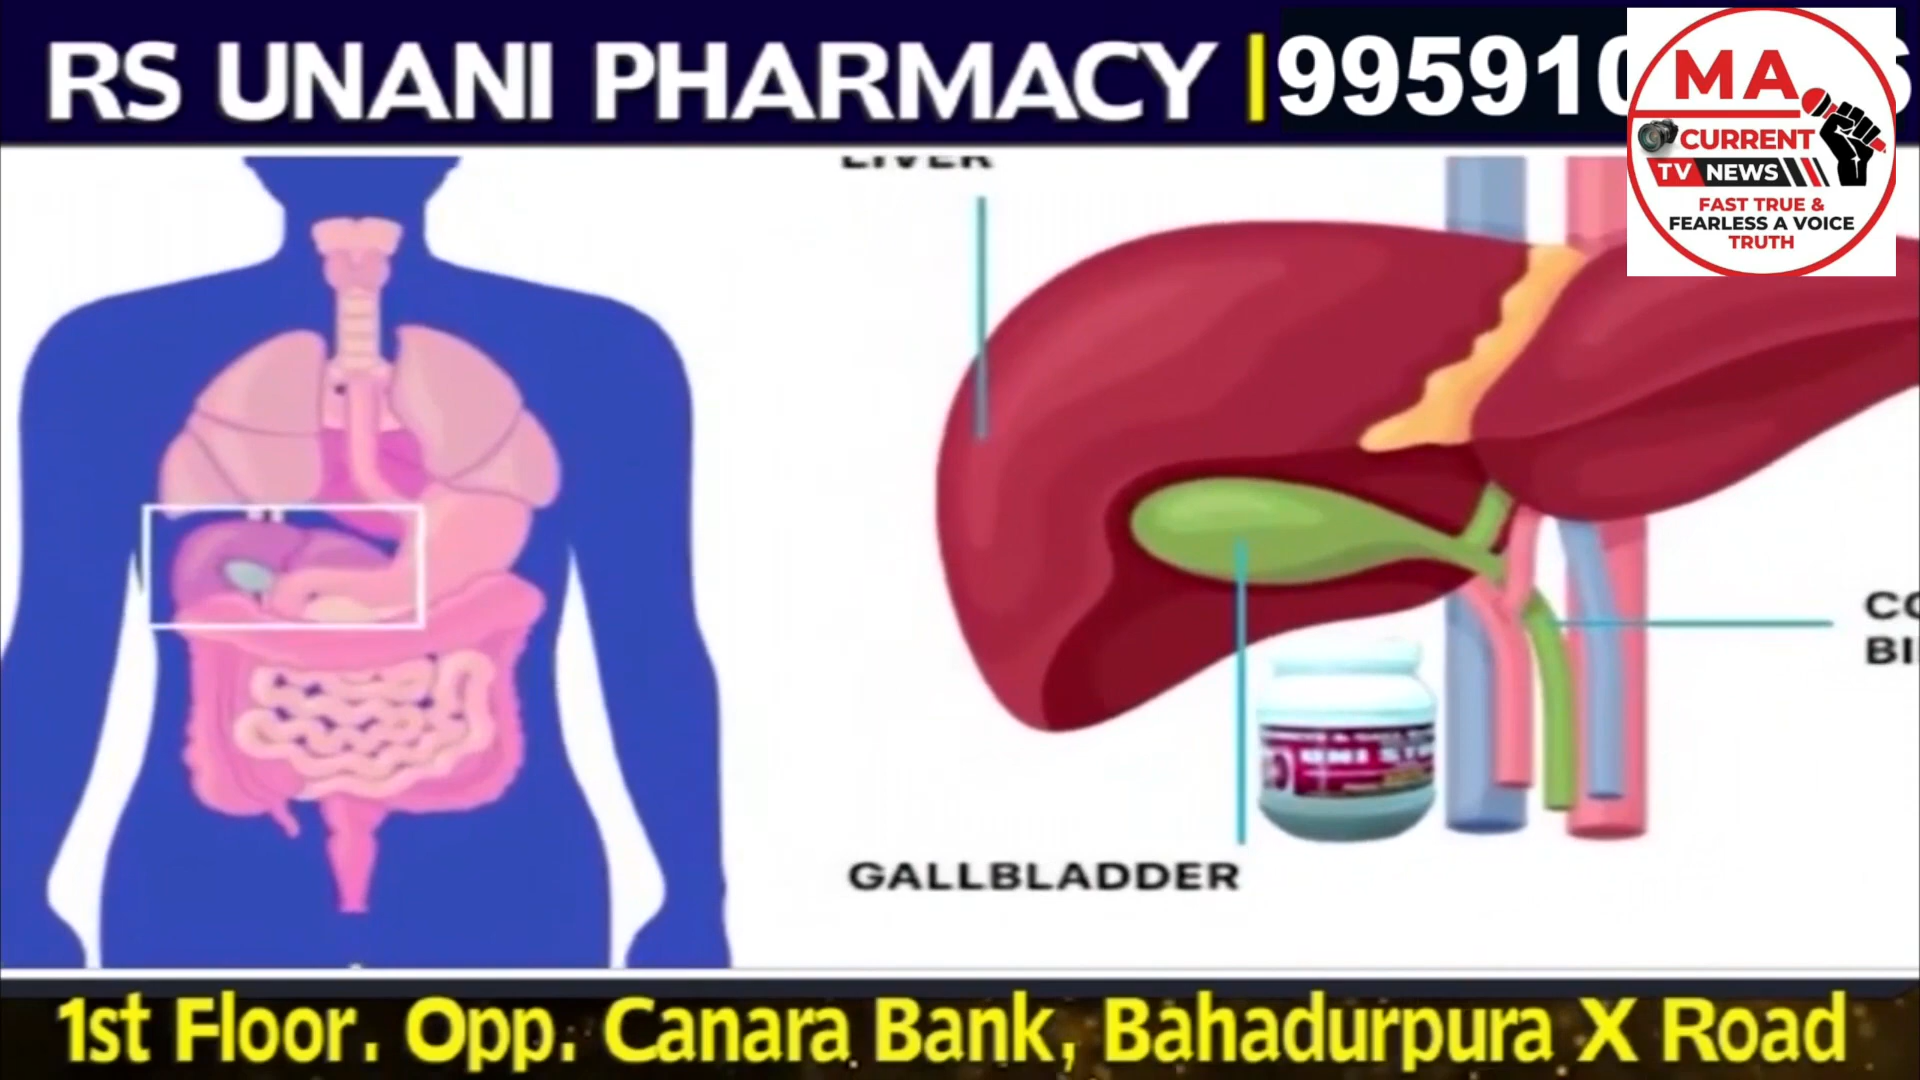 RS UNANI PHARMACY | 995910
MA
CURRENT
TV NEWS
FAST TRUE &
FEARLESS A VOICE
TRUTH
LIVER
GALLBLADDER
1st Floor. Opp. Canara Bank, Bahadurpura X Road